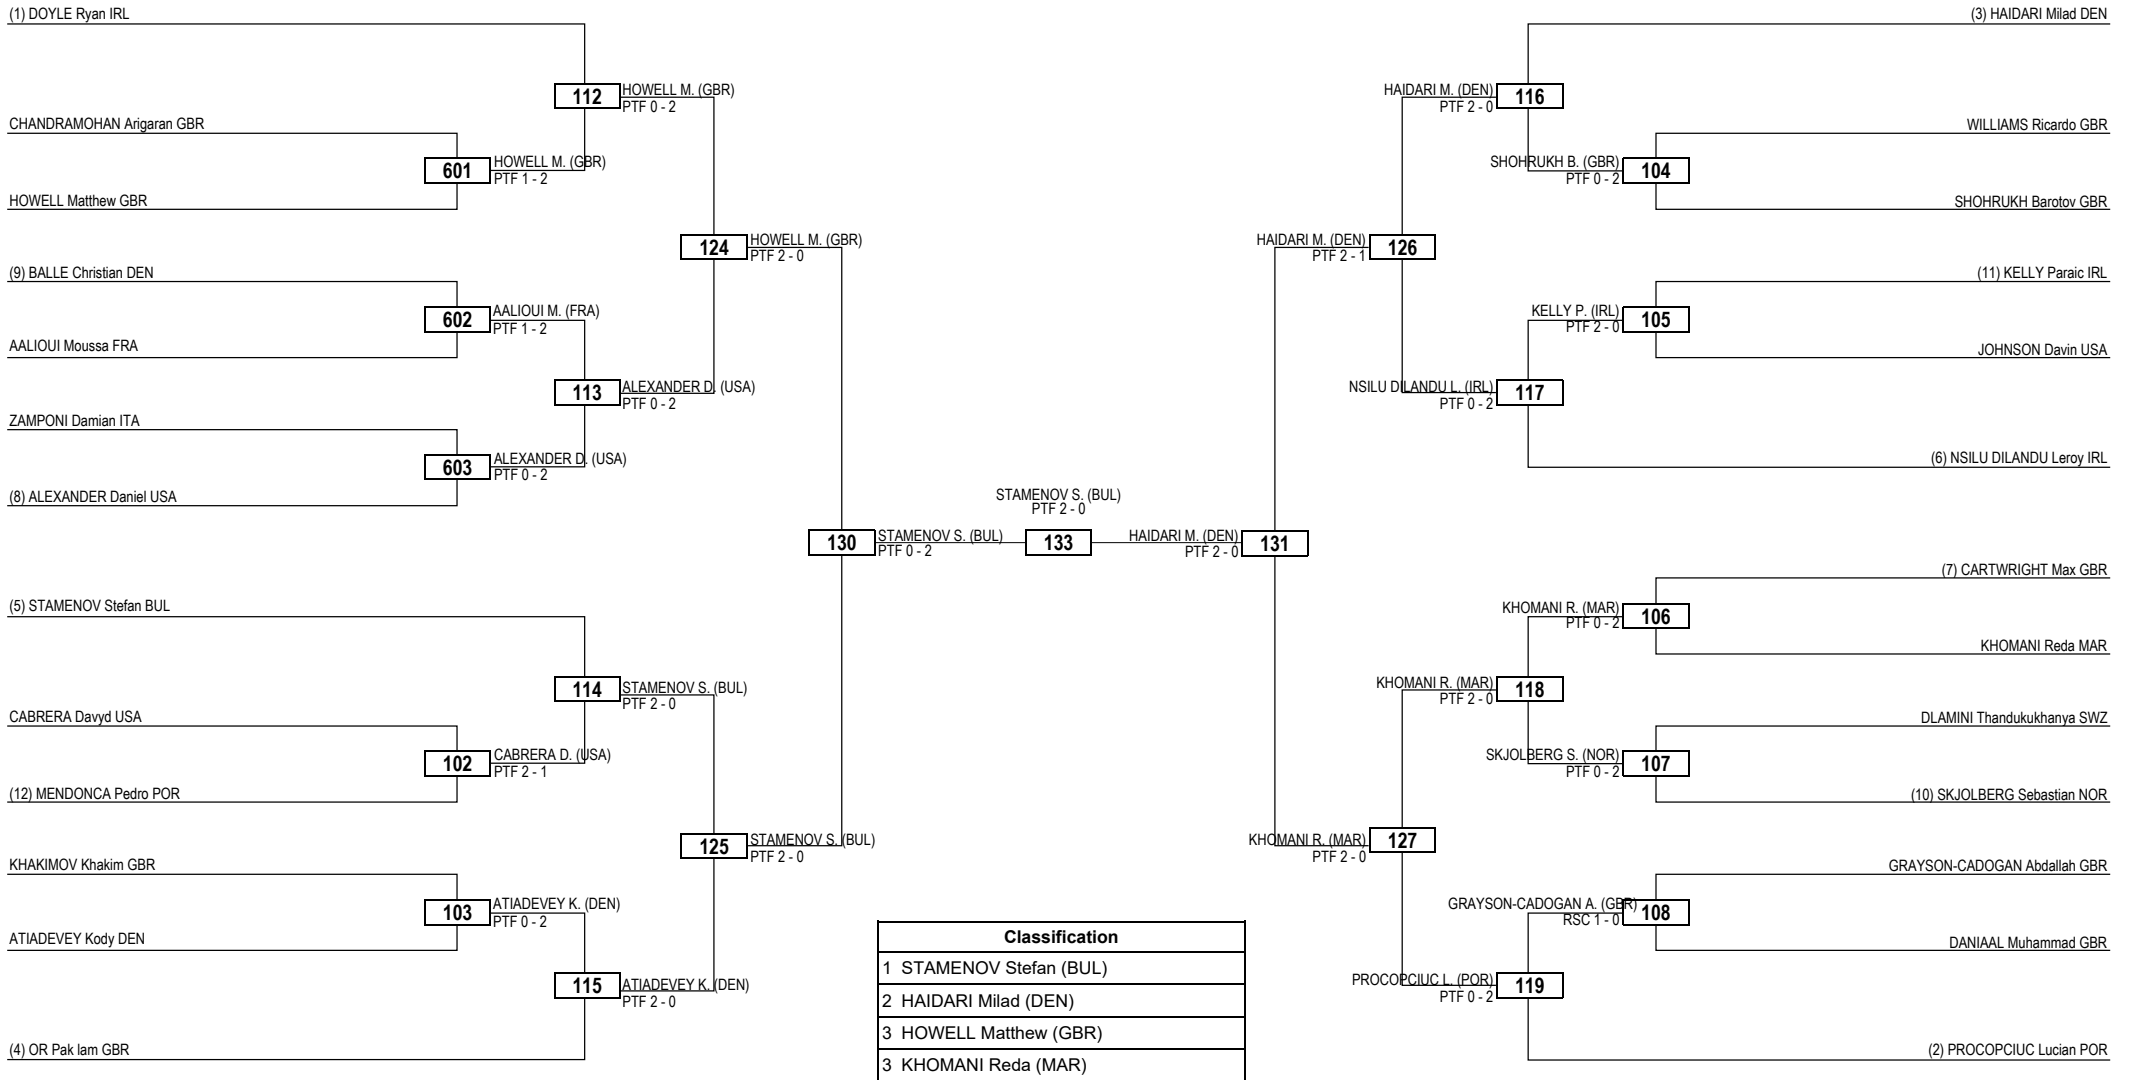 (1) DOYLE Ryan IRL
(3) HAIDARI Milad DEN
112
HOWELL M. (GBR)
PTF 0 - 2
HAIDARI M. (DEN)
PTF 2 - 0
116
CHANDRAMOHAN Arigaran GBR
WILLIAMS Ricardo GBR
601
HOWELL M. (GBR)
PTF 1 - 2
SHOHRUKH B. (GBR)
PTF 0 - 2
104
HOWELL Matthew GBR
SHOHRUKH Barotov GBR
124
HOWELL M. (GBR)
PTF 2 - 0
HAIDARI M. (DEN)
PTF 2 - 1
126
(9) BALLE Christian DEN
(11) KELLY Paraic IRL
602
AALIOUI M. (FRA)
PTF 1 - 2
KELLY P. (IRL)
PTF 2 - 0
105
AALIOUI Moussa FRA
JOHNSON Davin USA
113
ALEXANDER D. (USA)
PTF 0 - 2
NSILU DILANDU L. (IRL)
PTF 0 - 2
117
ZAMPONI Damian ITA
603
ALEXANDER D. (USA)
PTF 0 - 2
(6) NSILU DILANDU Leroy IRL
(8) ALEXANDER Daniel USA
STAMENOV S. (BUL)
PTF 2 - 0
130
STAMENOV S. (BUL)
PTF 0 - 2
133
HAIDARI M. (DEN)
PTF 2 - 0
131
(7) CARTWRIGHT Max GBR
(5) STAMENOV Stefan BUL
KHOMANI R. (MAR)
PTF 0 - 2
106
KHOMANI Reda MAR
114
STAMENOV S. (BUL)
PTF 2 - 0
KHOMANI R. (MAR)
PTF 2 - 0
118
CABRERA Davyd USA
DLAMINI Thandukukhanya SWZ
102
CABRERA D. (USA)
PTF 2 - 1
SKJOLBERG S. (NOR)
PTF 0 - 2
107
(12) MENDONCA Pedro POR
(10) SKJOLBERG Sebastian NOR
125
STAMENOV S. (BUL)
PTF 2 - 0
KHOMANI R. (MAR)
PTF 2 - 0
127
KHAKIMOV Khakim GBR
GRAYSON-CADOGAN Abdallah GBR
103
ATIADEVEY K. (DEN)
PTF 0 - 2
GRAYSON-CADOGAN A. (GBR)
RSC 1 - 0
108
ATIADEVEY Kody DEN
DANIAAL Muhammad GBR
115
ATIADEVEY K. (DEN)
PTF 2 - 0
PROCOPCIUC L. (POR)
PTF 0 - 2
119
(4) OR Pak lam GBR
(2) PROCOPCIUC Lucian POR
Classification
1 STAMENOV Stefan (BUL)
2 HAIDARI Milad (DEN)
3 HOWELL Matthew (GBR)
3 KHOMANI Reda (MAR)